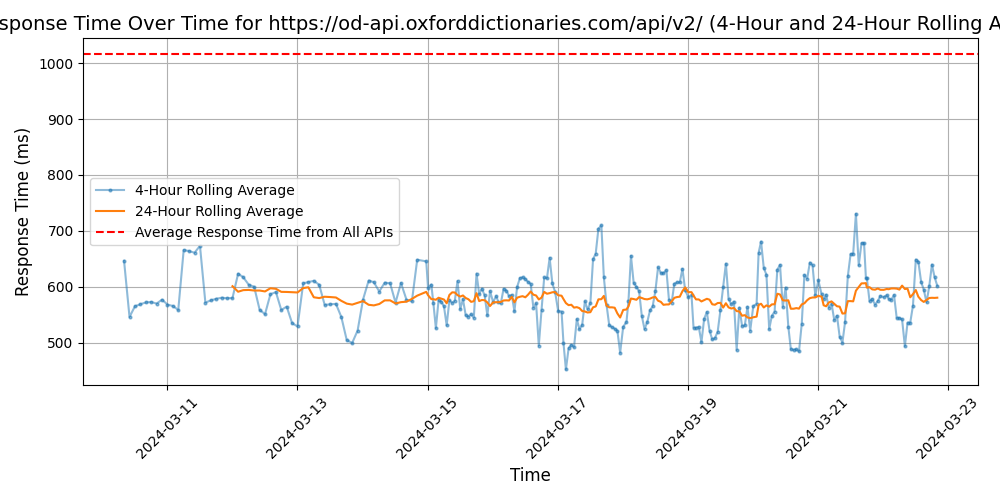 sponse Time Over Time for https://od-api.oxforddictionaries.com/api/v2/ (4-Hour and 24-Hour Rolling A
Response Time (ms)
1000
900
800
700
600
500
4-Hour Rolling Average
24-Hour Rolling Average
Average Response Time from All APIs
2024-03-11
2024-03-13
2024-03-15
2024-03-17
2024-03-19
2024-03-21
2024-03-23
Time